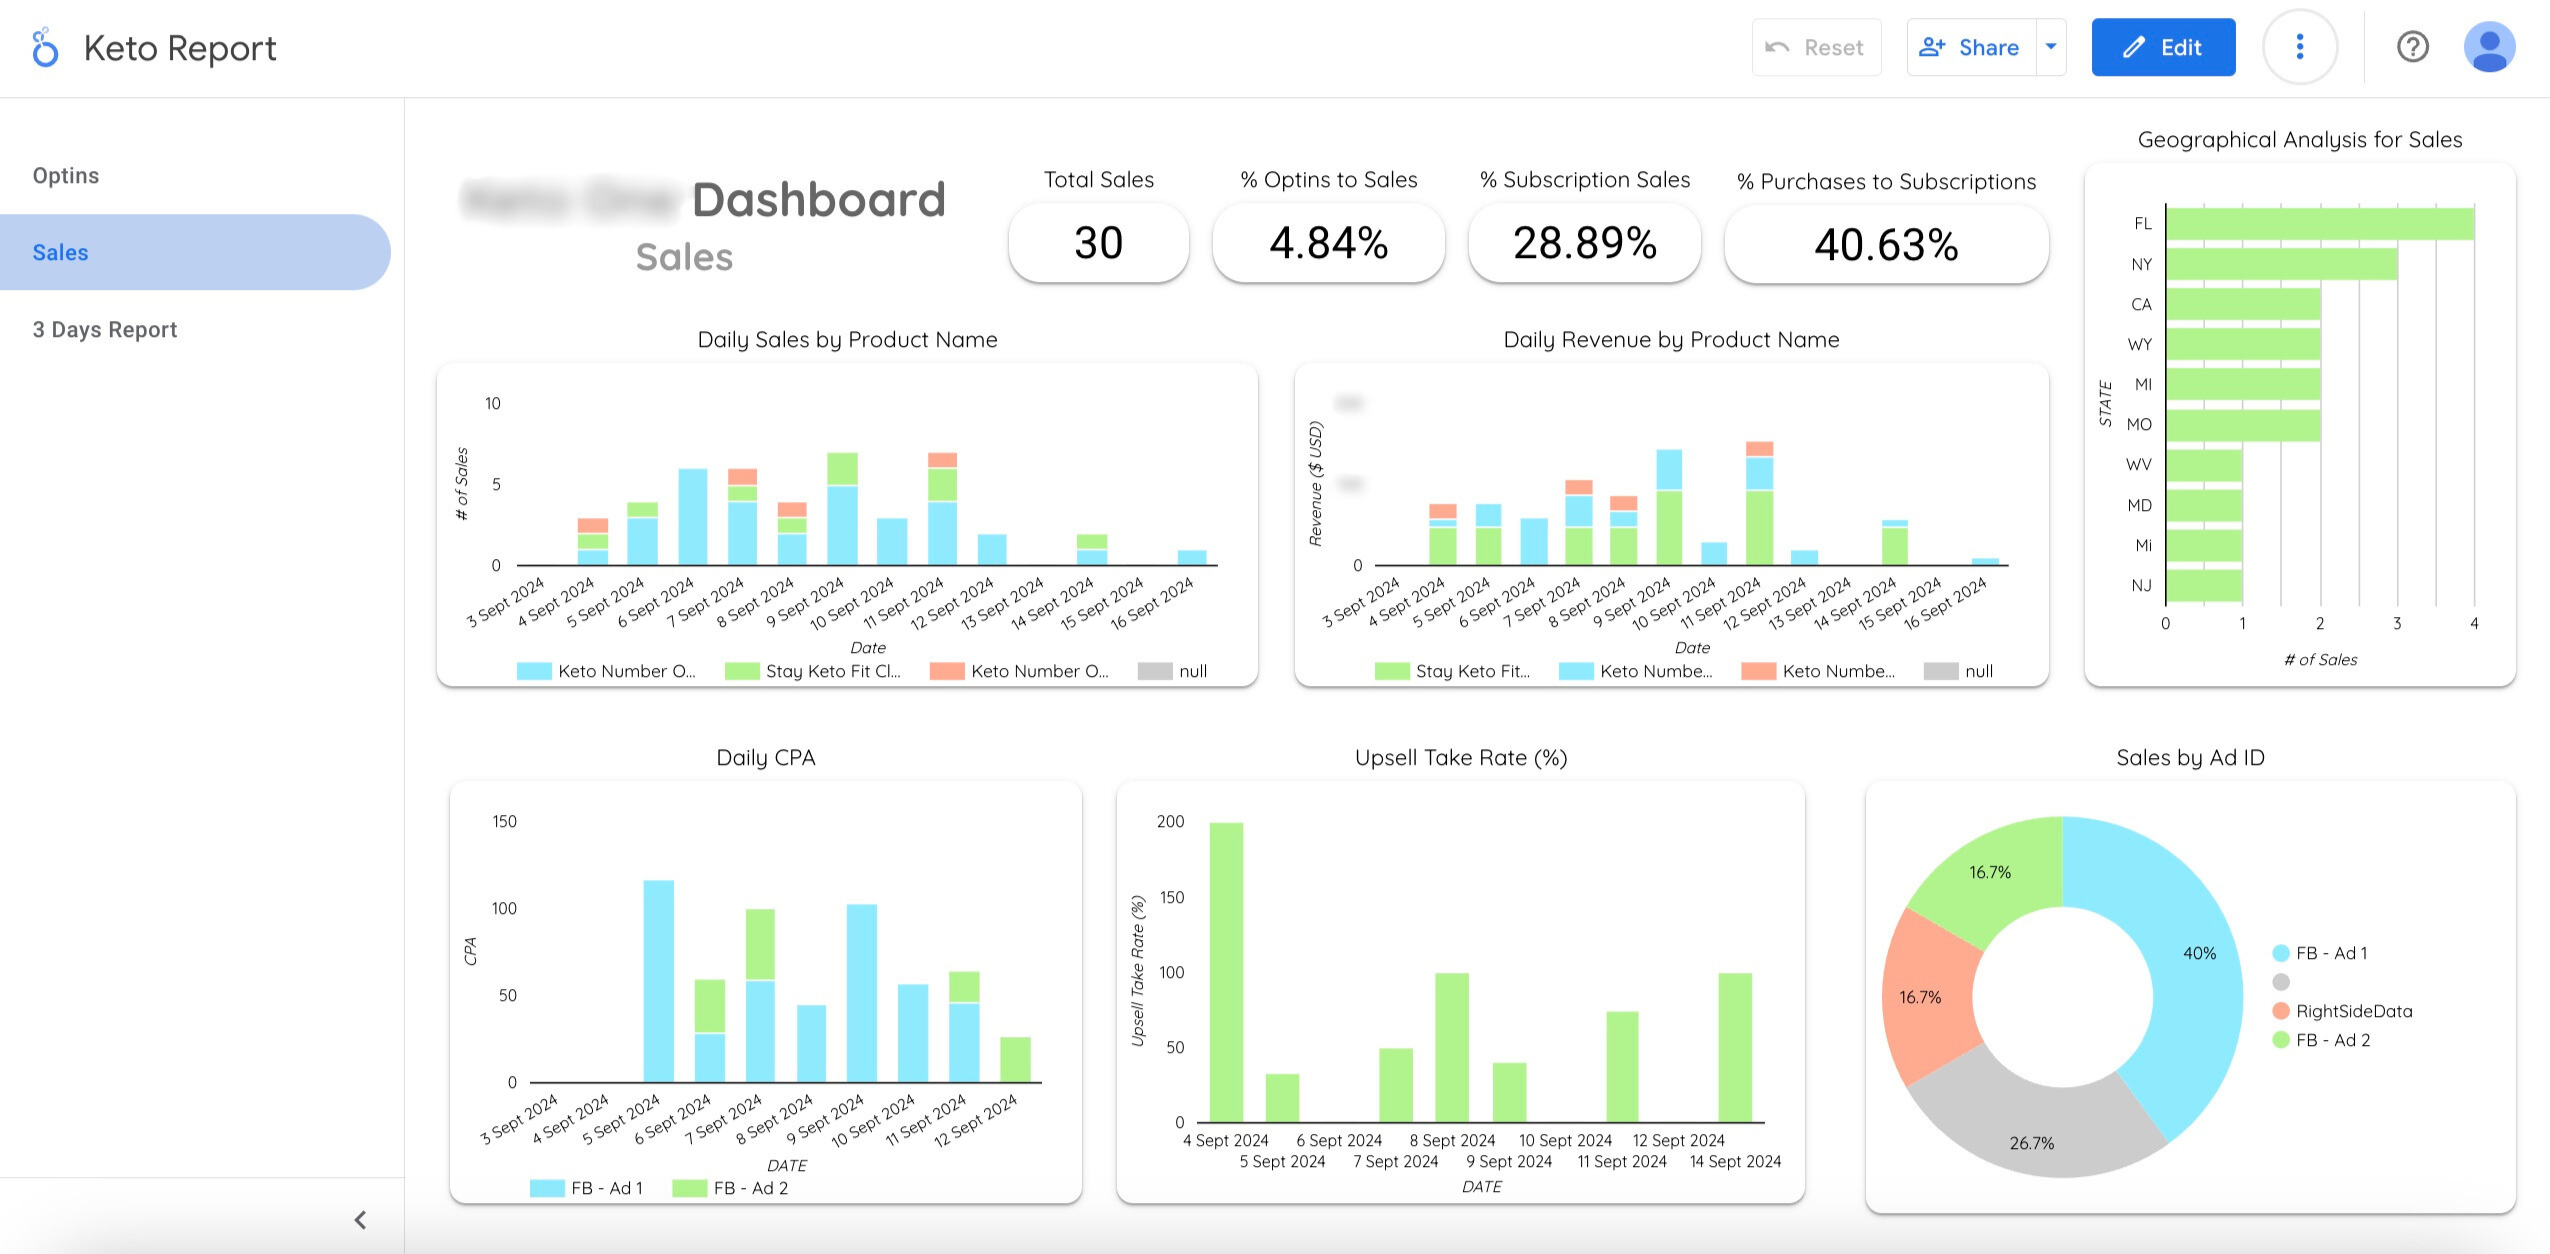 Keto Report
Reset
Share
Edit
Optins
Sales
3 Days Report
Dashboard
Sales
Total Sales
30
% Optins to Sales
4.84%
% Subscription Sales
28.89%
% Purchases to Subscriptions
40.63%
Geographical Analysis for Sales
STATE
FL
NY
CA
WY
MI
MO
WV
MD
Mi
NJ
0 1 2 3 4
# of Sales
Daily Sales by Product Name
# of Sales
10
5
0
3 Sept 2024 4 Sept 2024 5 Sept 2024 6 Sept 2024 7 Sept 2024 8 Sept 2024 9 Sept 2024 10 Sept 2024 11 Sept 2024 12 Sept 2024 13 Sept 2024 14 Sept 2024 15 Sept 2024 16 Sept 2024
Date
Keto Number O... Stay Keto Fit Cl... Keto Number O... null
Daily Revenue by Product Name
Revenue ($ USD)
0
3 Sept 2024 4 Sept 2024 5 Sept 2024 6 Sept 2024 7 Sept 2024 8 Sept 2024 9 Sept 2024 10 Sept 2024 11 Sept 2024 12 Sept 2024 13 Sept 2024 14 Sept 2024 15 Sept 2024 16 Sept 2024
Date
Stay Keto Fit... Keto Numbe... Keto Numbe... null
Daily CPA
CPA
150
100
50
0
3 Sept 2024 4 Sept 2024 5 Sept 2024 6 Sept 2024 7 Sept 2024 8 Sept 2024 9 Sept 2024 10 Sept 2024 11 Sept 2024 12 Sept 2024
DATE
FB - Ad 1 FB - Ad 2
Upsell Take Rate (%)
Upsell Take Rate (%)
200
150
100
50
0
4 Sept 2024 6 Sept 2024 8 Sept 2024 10 Sept 2024 12 Sept 2024
5 Sept 2024 7 Sept 2024 9 Sept 2024 11 Sept 2024 14 Sept 2024
DATE
Sales by Ad ID
16.7%
40%
16.7%
26.7%
FB - Ad 1
RightSideData
FB - Ad 2